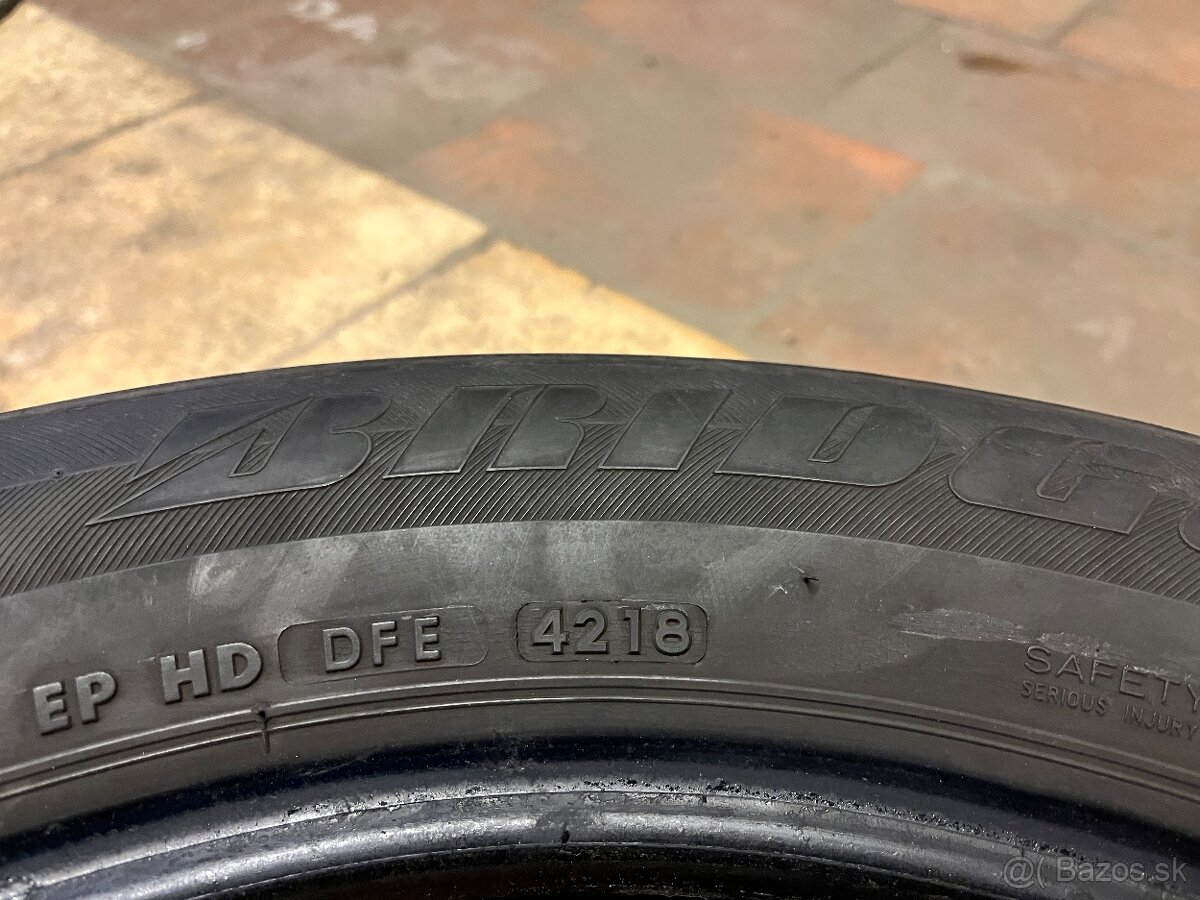 BRIDG
EP HD DFE 4218
SAFETY
SERIOUS INJURY
@( Bazos.sk